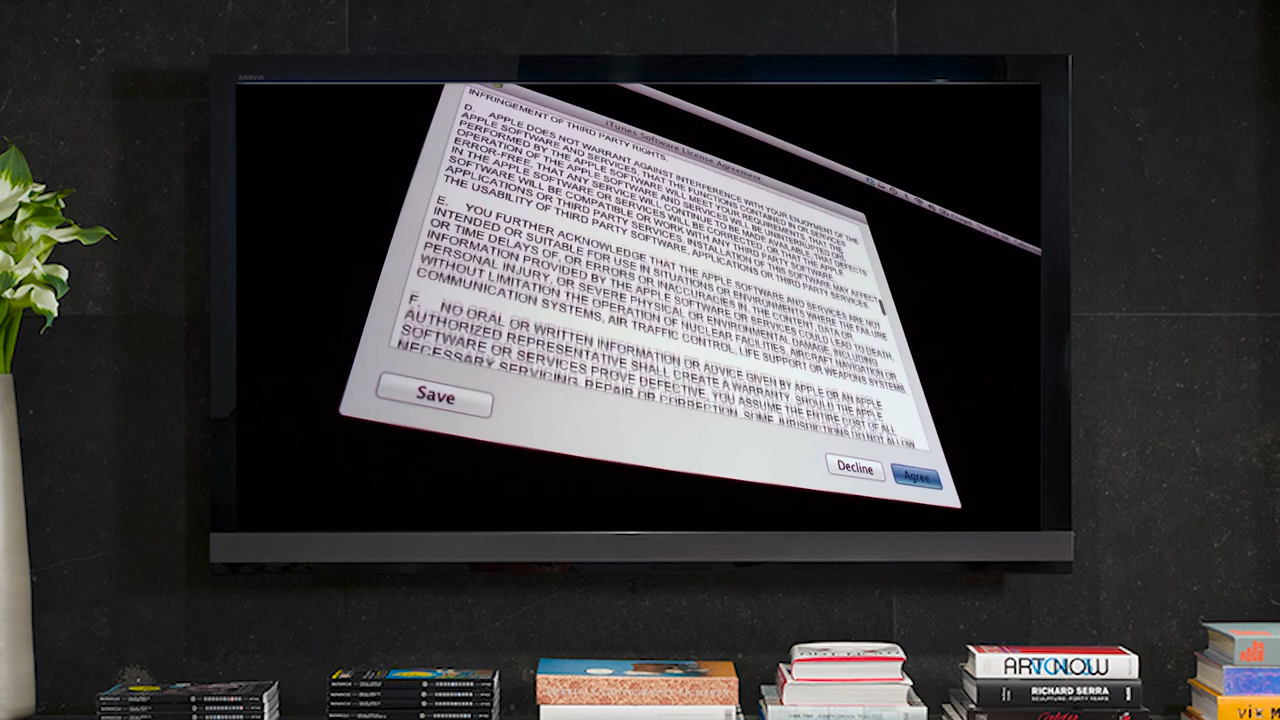 BRAVIA
iTunes Software License Agreement
INFRINGEMENT OF THIRD PARTY RIGHTS.
D. APPLE DOES NOT WARRANT AGAINST INTERFERENCE WITH YOUR ENJOYMENT OF THE
APPLE SOFTWARE AND SERVICES, THAT THE FUNCTIONS CONTAINED IN OR SERVICES
PERFORMED BY THE APPLE SOFTWARE WILL MEET YOUR REQUIREMENTS, THAT THE
OPERATION OF THE APPLE SOFTWARE AND SERVICES WILL BE UNINTERRUPTED OR
ERROR-FREE, THAT ANY SERVICE WILL CONTINUE TO BE MADE AVAILABLE, THAT DEFECTS
IN THE APPLE SOFTWARE OR SERVICES WILL BE CORRECTED, OR THAT THE APPLE
SOFTWARE WILL BE COMPATIBLE OR WORK WITH ANY THIRD PARTY SOFTWARE,
APPLICATIONS OR THIRD PARTY SERVICES. INSTALLATION OF THIS SOFTWARE MAY AFFECT
THE USABILITY OF THIRD PARTY SOFTWARE, APPLICATIONS OR THIRD PARTY SERVICES.
E. YOU FURTHER ACKNOWLEDGE THAT THE APPLE SOFTWARE AND SERVICES ARE NOT
INTENDED OR SUITABLE FOR USE IN SITUATIONS OR ENVIRONMENTS WHERE THE FAILURE
OR TIME DELAYS OF, OR ERRORS OR INACCURACIES IN, THE CONTENT, DATA OR
INFORMATION PROVIDED BY THE APPLE SOFTWARE OR SERVICES COULD LEAD TO DEATH,
PERSONAL INJURY, OR SEVERE PHYSICAL OR ENVIRONMENTAL DAMAGE, INCLUDING
WITHOUT LIMITATION THE OPERATION OF NUCLEAR FACILITIES, AIRCRAFT NAVIGATION OR
COMMUNICATION SYSTEMS, AIR TRAFFIC CONTROL, LIFE SUPPORT OR WEAPONS SYSTEMS
F. NO ORAL OR WRITTEN INFORMATION OR ADVICE GIVEN BY APPLE OR AN APPLE
AUTHORIZED REPRESENTATIVE SHALL CREATE A WARRANTY. SHOULD THE APPLE
SOFTWARE OR SERVICES PROVE DEFECTIVE, YOU ASSUME THE ENTIRE COST OF ALL
NECESSARY SERVICING, REPAIR OR CORRECTION. SOME JURISDICTIONS DO NOT ALLOW
Save
Decline
Agree
ART NOW
RICHARD SERRA